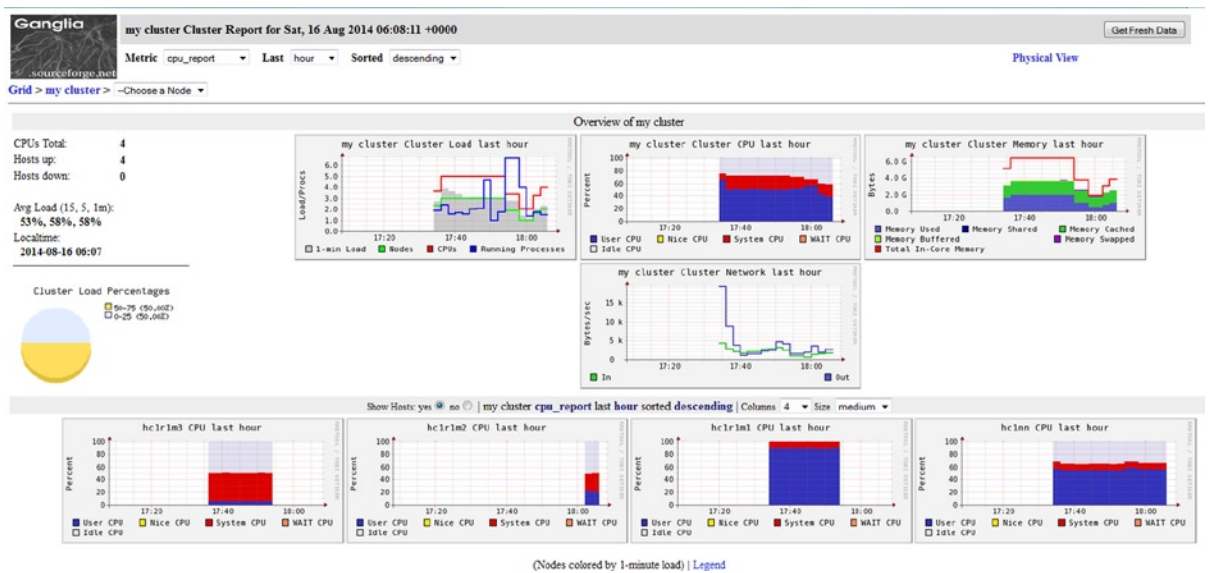 Ganglia
.sourceforge.net
my cluster Cluster Report for Sat, 16 Aug 2014 06:08:11 +0000
Get Fresh Data
Metric cpu_report Last hour Sorted descending
Physical View
Grid > my cluster > --Choose a Node
Overview of my cluster
CPUs Total: 4
Hosts up: 4
Hosts down: 0
Avg Load (15, 5, 1m):
53%, 58%, 58%
Localtime:
2014-08-16 06:07
Cluster Load Percentages
50-75 (50.00%)
0-25 (50.00%)
my cluster Cluster Load last hour
Load/Procs
6.0
5.0
4.0
3.0
2.0
1.0
0.0
17:20 17:40 18:00
1-min Load Nodes CPUs Running Processes
my cluster Cluster CPU last hour
Percent
100
80
60
40
20
0
17:20 17:40 18:00
User CPU Nice CPU System CPU WAIT CPU
Idle CPU
my cluster Cluster Memory last hour
Bytes
6.0 G
4.0 G
2.0 G
0.0
17:20 17:40 18:00
Memory Used Memory Shared Memory Cached
Memory Buffered Memory Swapped
Total In-Core Memory
my cluster Cluster Network last hour
Bytes/sec
15 k
10 k
5 k
0
17:20 17:40 18:00
In Out
Show Hosts: yes no | my cluster cpu_report last hour sorted descending | Columns 4 Size medium
hc1r1m3 CPU last hour
Percent
100
80
60
40
20
0
17:20 17:40 18:00
User CPU Nice CPU System CPU WAIT CPU
Idle CPU
hc1r1m2 CPU last hour
Percent
100
80
60
40
20
0
17:20 17:40 18:00
User CPU Nice CPU System CPU WAIT CPU
Idle CPU
hc1r1m1 CPU last hour
Percent
100
80
60
40
20
0
17:20 17:40 18:00
User CPU Nice CPU System CPU WAIT CPU
Idle CPU
hc1nn CPU last hour
Percent
100
80
60
40
20
0
17:20 17:40 18:00
User CPU Nice CPU System CPU WAIT CPU
Idle CPU
(Nodes colored by 1-minute load) | Legend